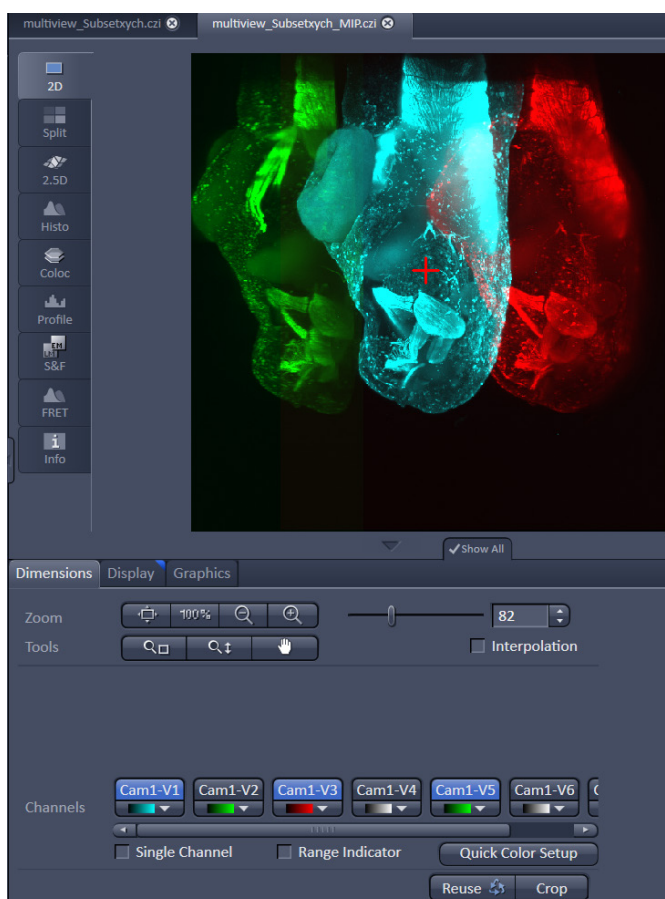 multiview_Subsetxych.czi
multiview_Subsetxych_MIP.czi
2D
Split
2.5D
Histo
Coloc
Profile
EM
LM
S&F
FRET
i
Info
Show All
Dimensions Display Graphics
Zoom 100% 82
Tools Interpolation
Cam1-V1 Cam1-V2 Cam1-V3 Cam1-V4 Cam1-V5 Cam1-V6
Channels
Single Channel Range Indicator Quick Color Setup
Reuse Crop